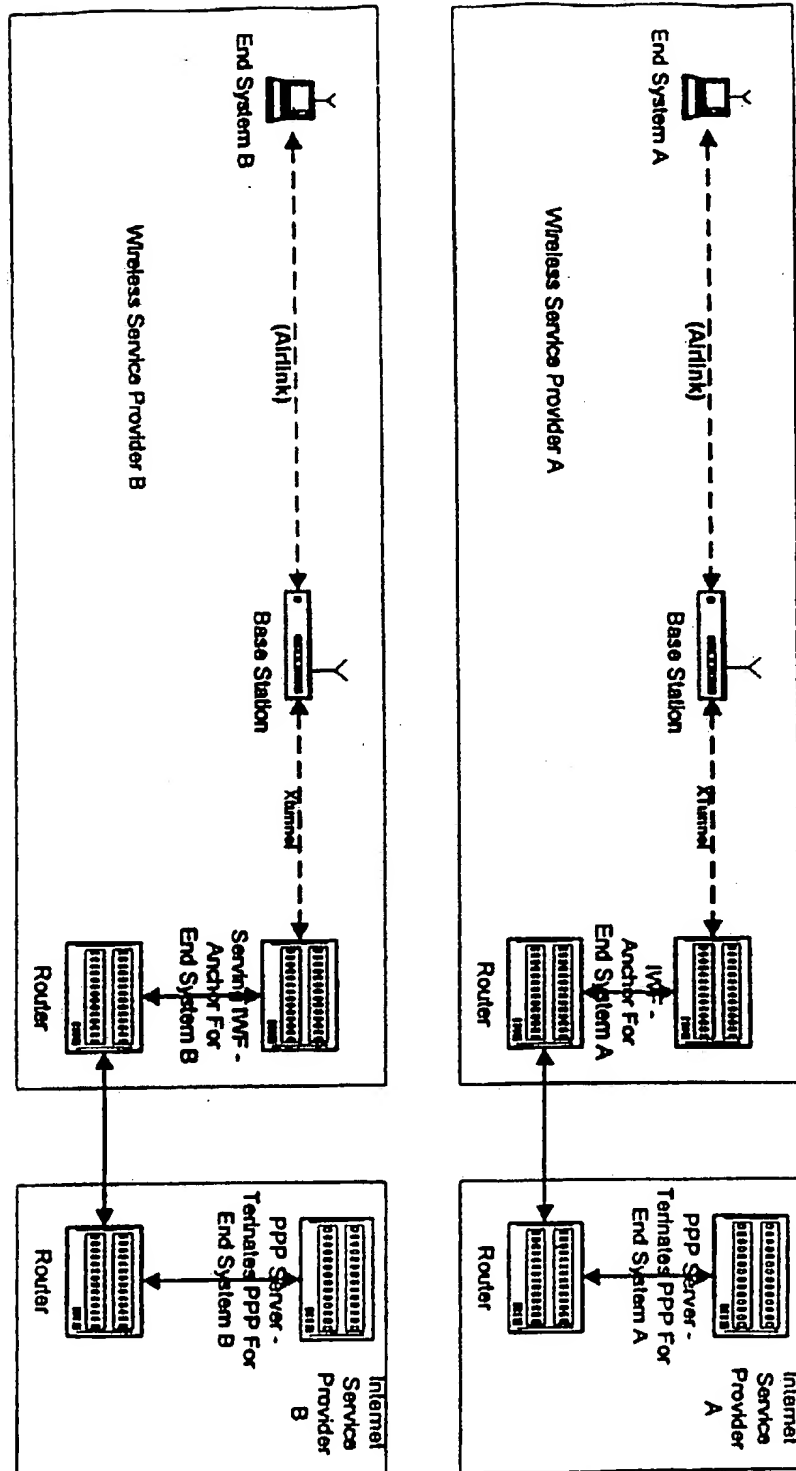 End System A
(Airlink)
Wireless Service Provider A
Base Station
XTunnel
IWF -
Anchor For
End System A
Router
PPP Server -
Terinates PPP For
End System A
Router
Internet
Service
Provider
A
End System B
(Airlink)
Wireless Service Provider B
Base Station
Xtunnel
Serving IWF -
Anchor For
End System B
Router
PPP Server -
Terinates PPP For
End System B
Router
Internet
Service
Provider
B